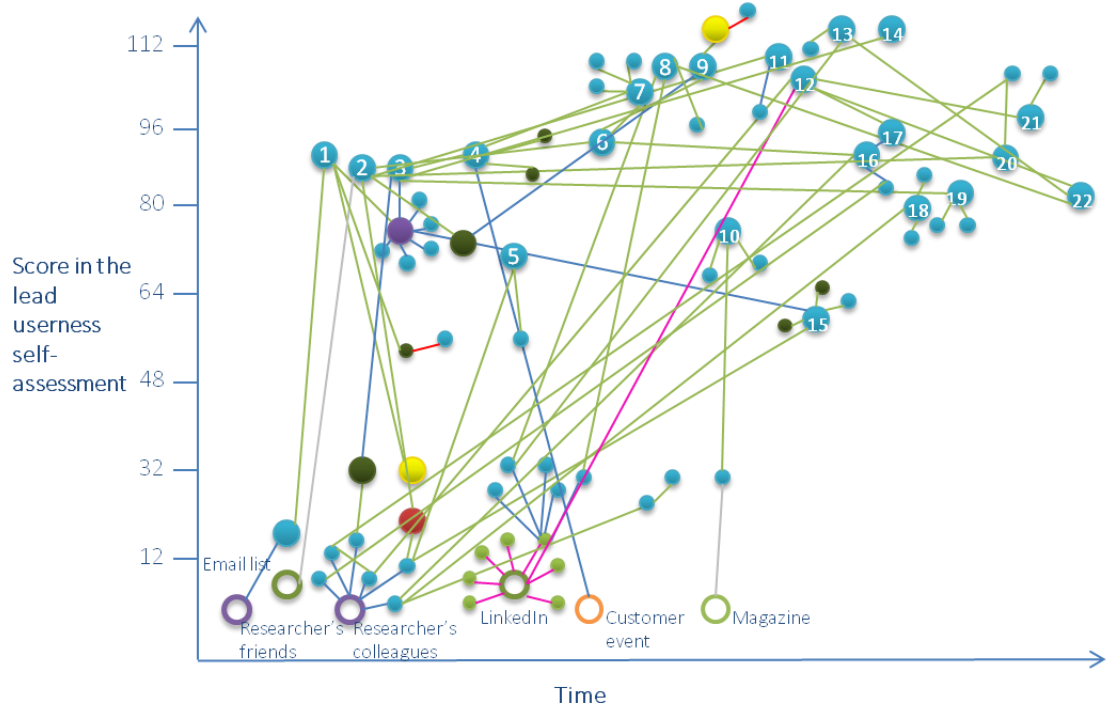 112
96
80
64
48
32
12
Score in the
lead
userness
self-
assessment
1
2
3
4
5
6
7
8
9
10
11
12
13
14
15
16
17
18
19
20
21
22
Email list
Researcher´s
friends
Researcher´s
colleagues
LinkedIn
Customer
event
Magazine
Time